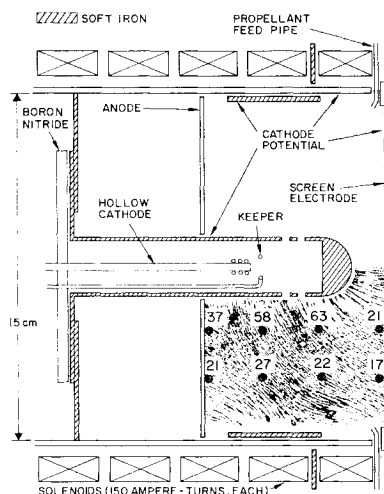 SOFT IRON
PROPELLANT
FEED PIPE
BORON
NITRIDE
ANODE
CATHODE
POTENTIAL
SCREEN
ELECTRODE
HOLLOW
CATHODE
KEEPER
15 cm
37 58 63 21
21 27 22 17
SOLENOIDS (150 AMPERE-TURNS, EACH)